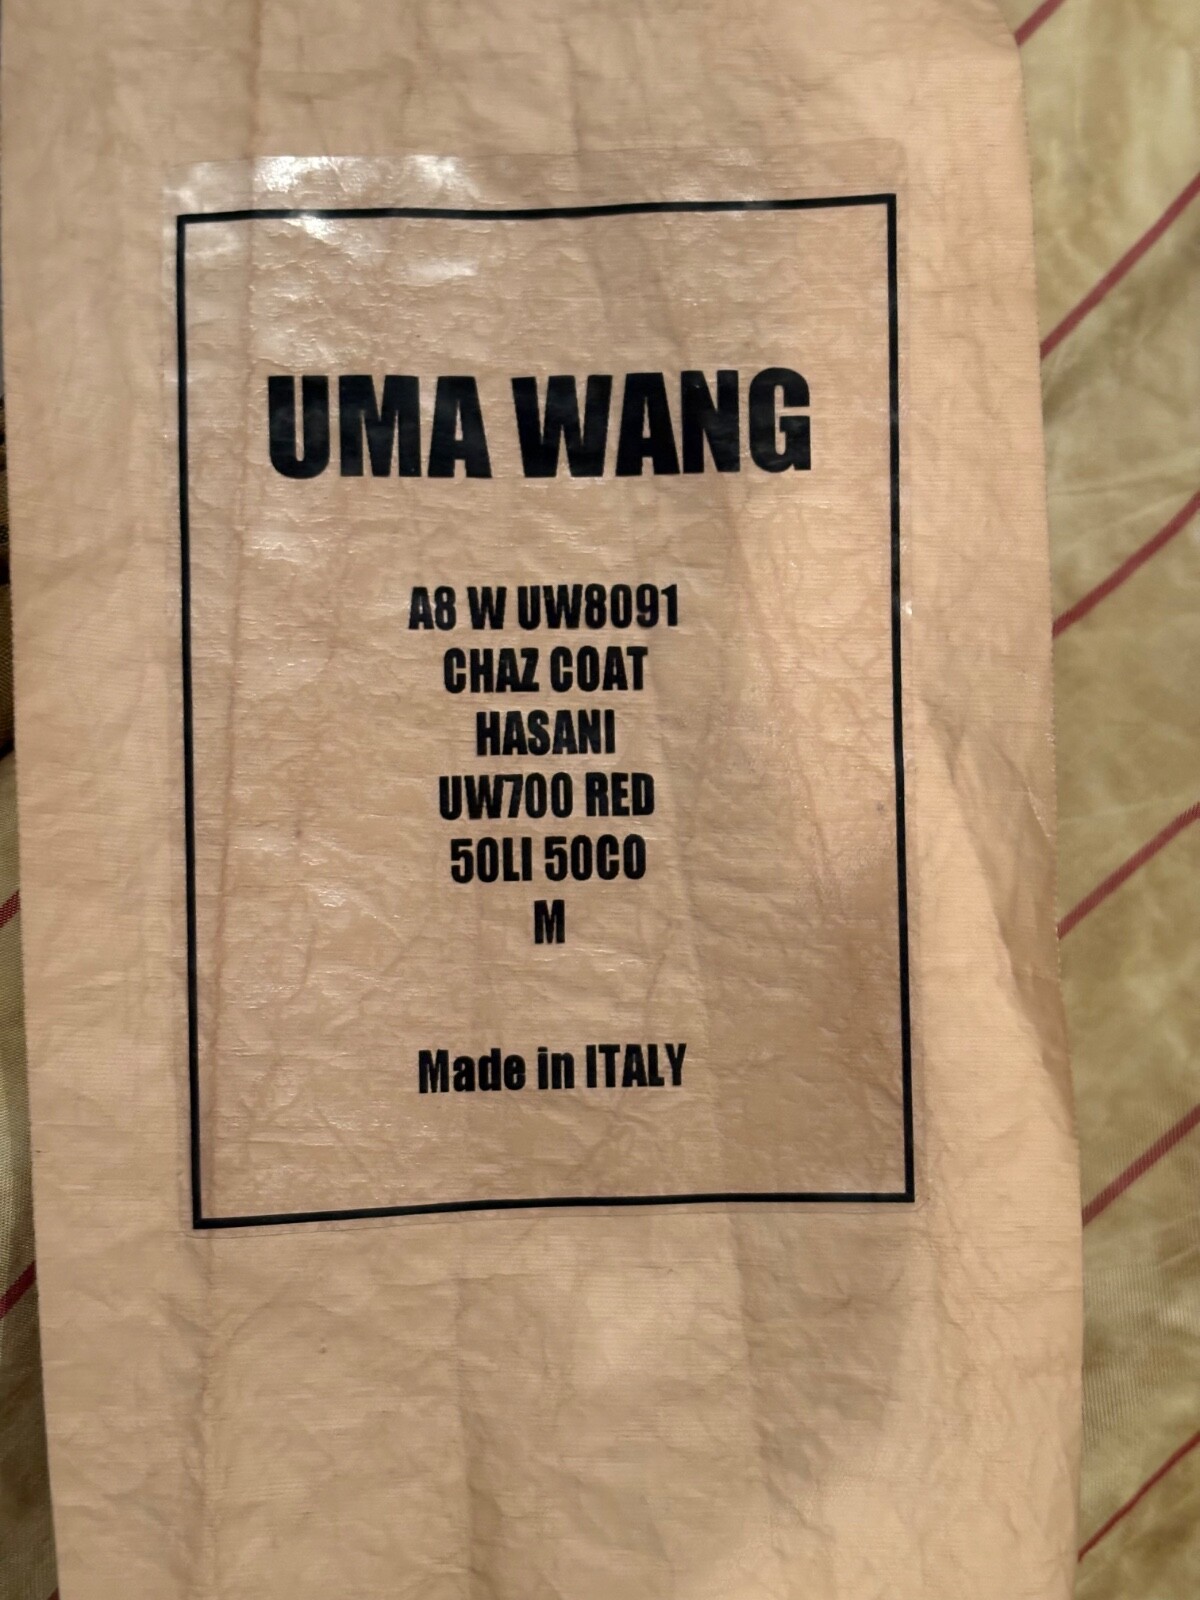 UMA WANG
A8 W UW8091
CHAZ COAT
HASANI
UW700 RED
50LI 50CO
M
Made in ITALY